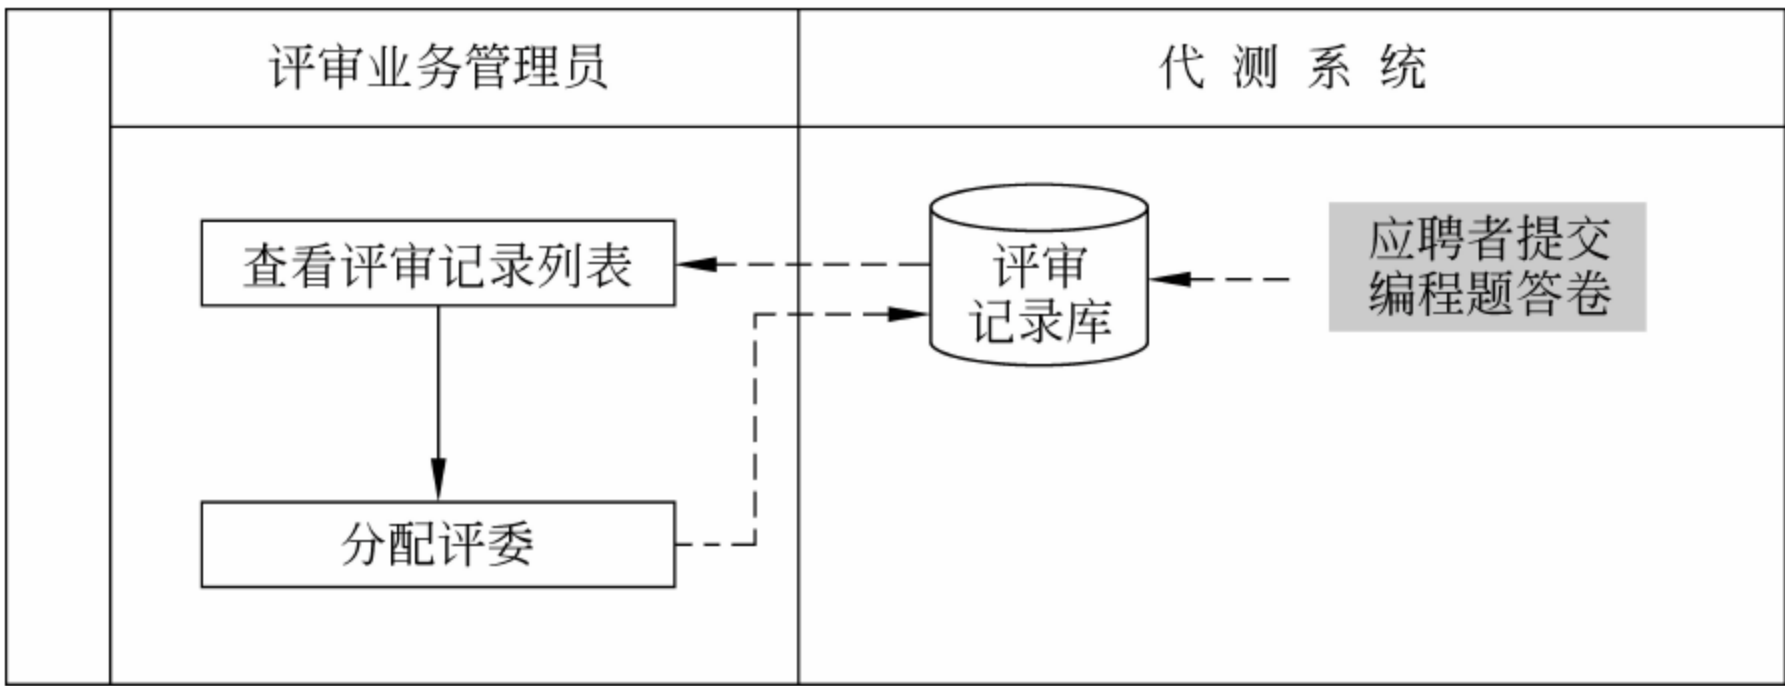 评审业务管理员
代测系统
查看评审记录列表
评审
记录库
应聘者提交
编程题答卷
分配评委